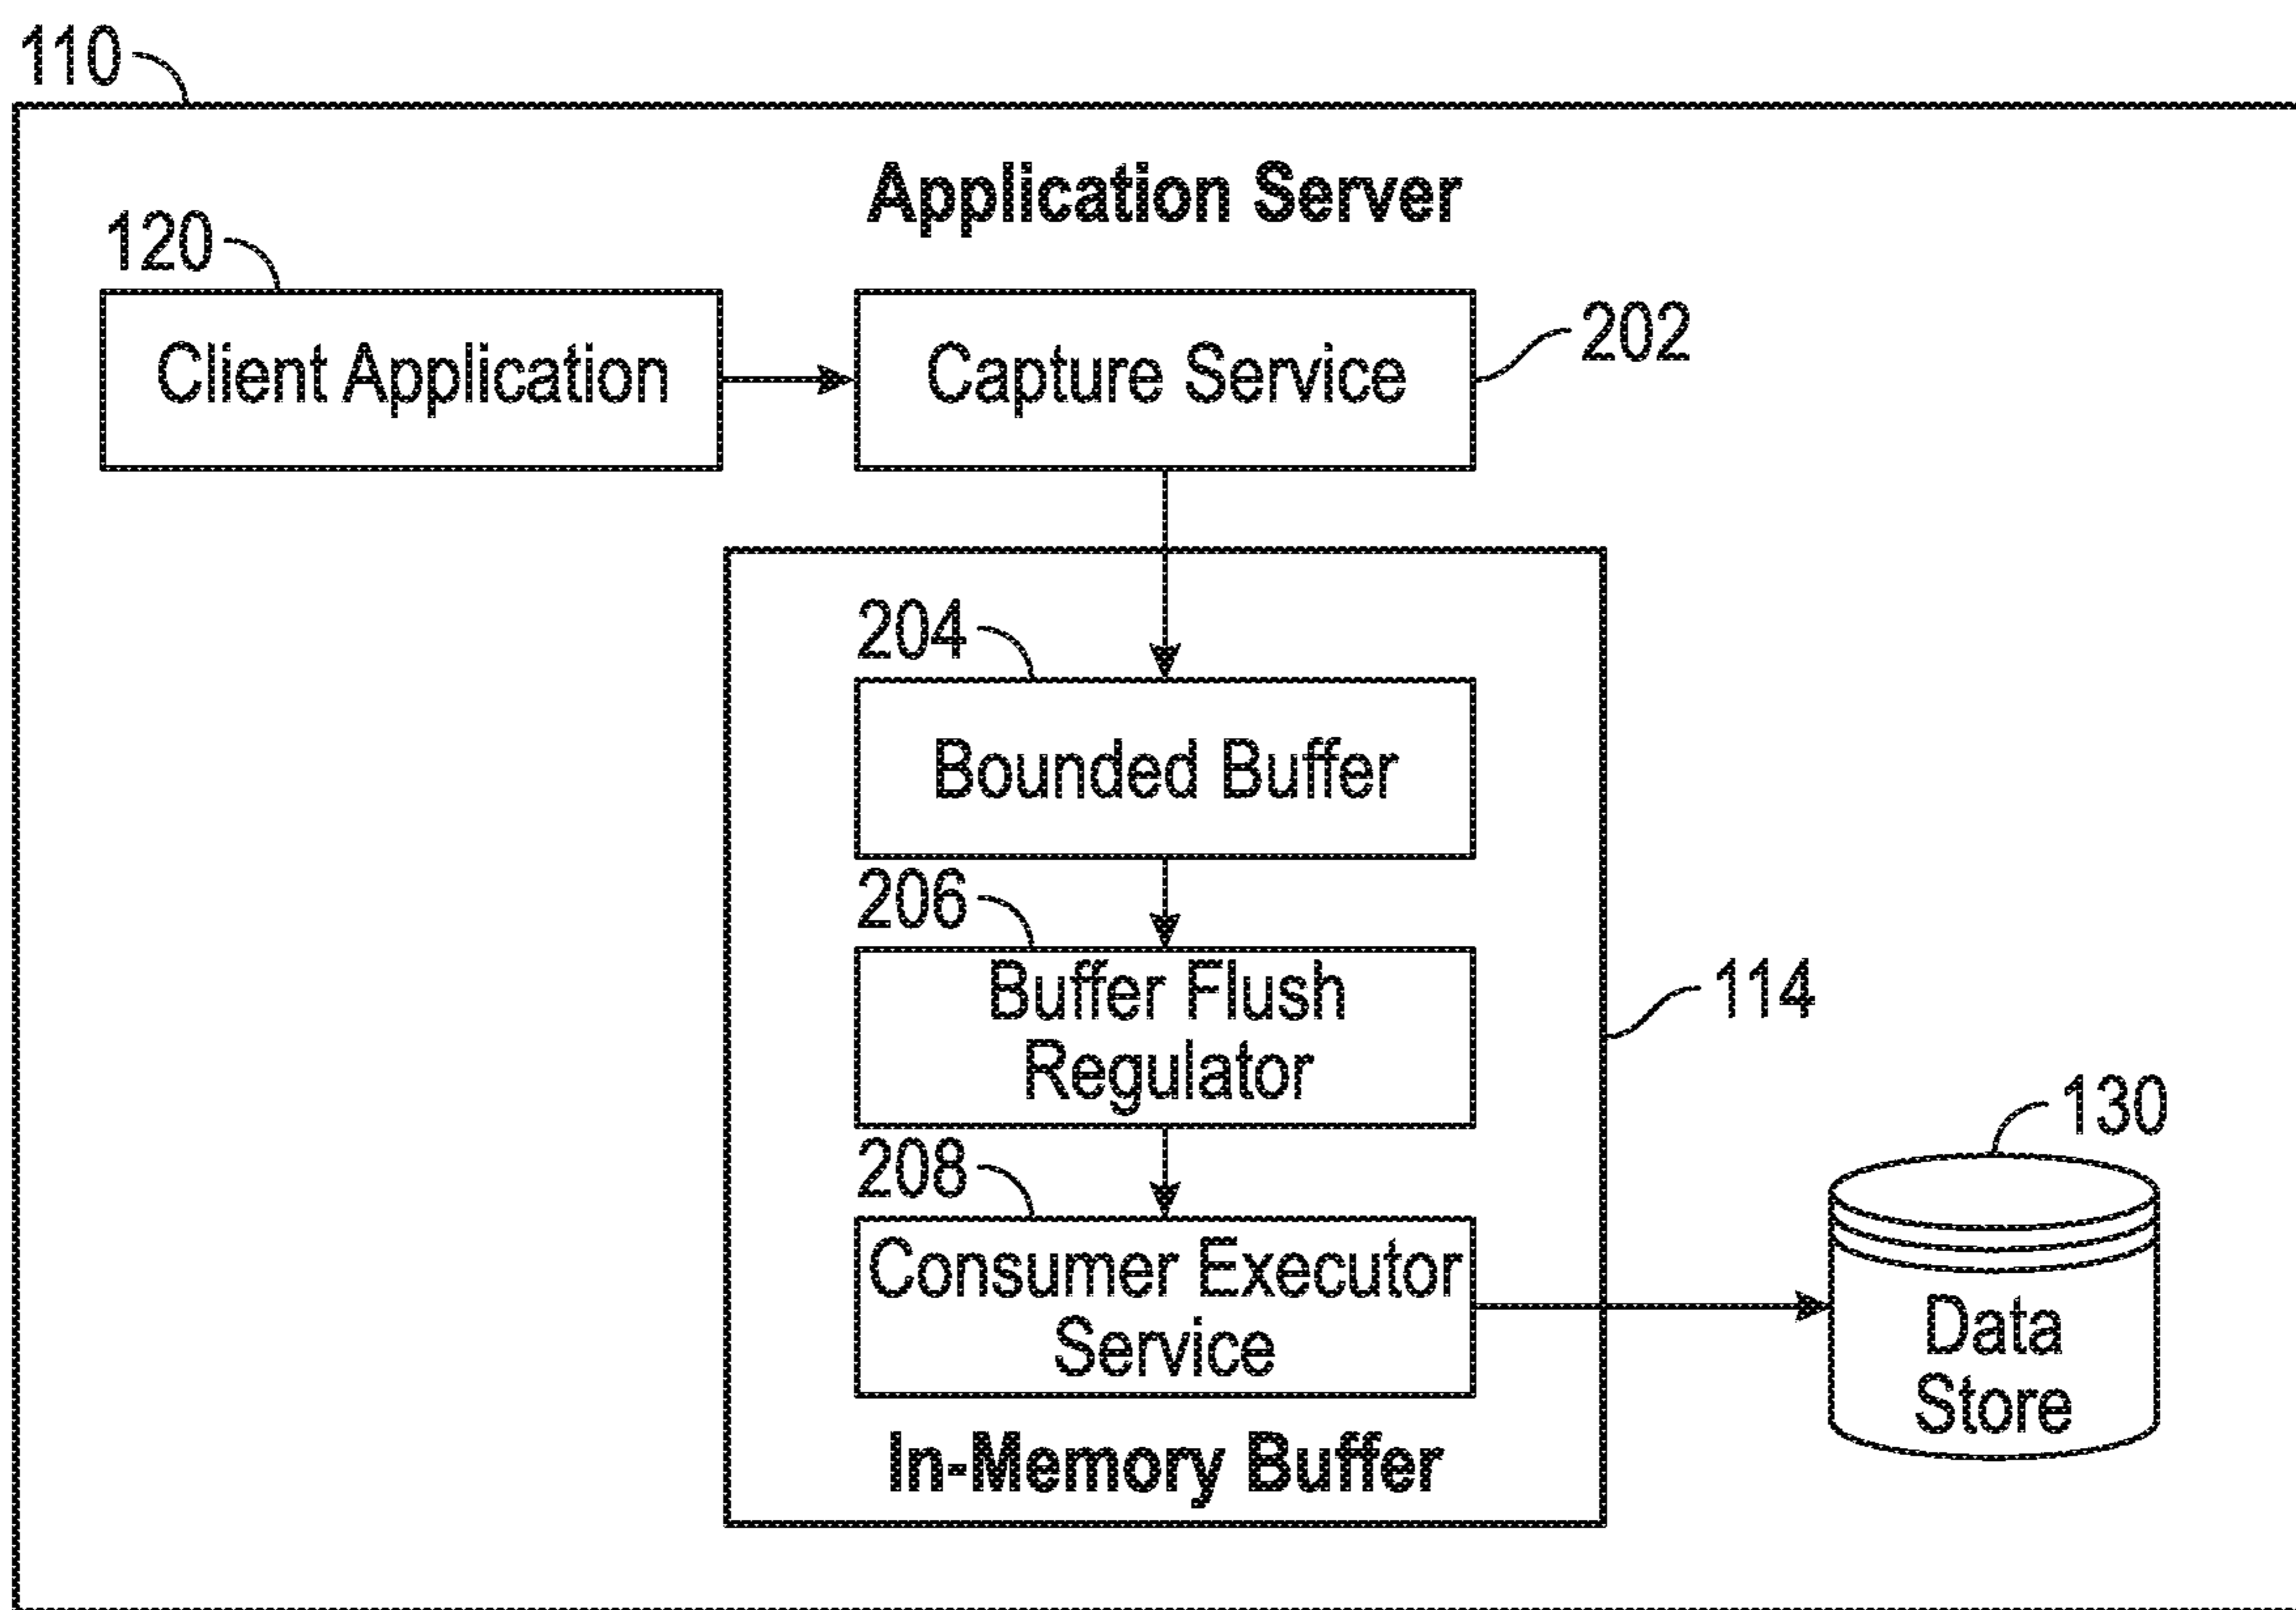 110
Application Server
120
Client Application
Capture Service
202
204
Bounded Buffer
206
Buffer Flush
Regulator
114
208
Consumer Executor
Service
130
Data
Store
In-Memory Buffer